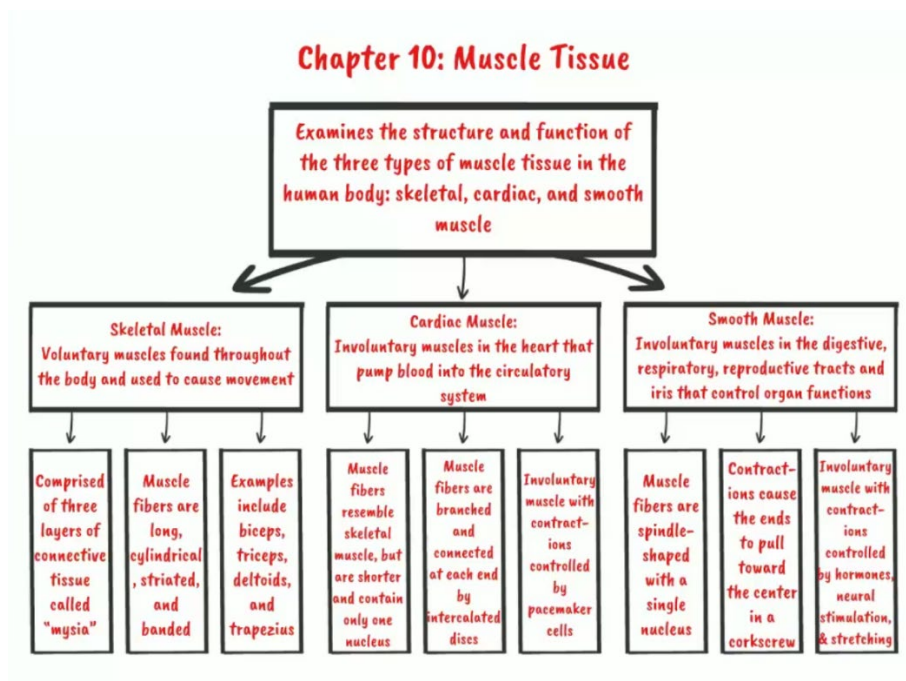 Chapter 10: Muscle Tissue
Examines the structure and function of
the three types of muscle tissue in the
human body: skeletal, cardiac, and smooth
muscle
Skeletal Muscle:
Voluntary muscles found throughout
the body and used to cause movement
Cardiac Muscle:
Involuntary muscles in the heart that
pump blood into the circulatory
system
Smooth Muscle:
Involuntary muscles in the digestive,
respiratory, reproductive tracts and
iris that control organ functions
Comprised
of three
layers of
connective
tissue
called
"mysia"
Muscle
fibers are
long,
cylindrical
, striated,
and
banded
Examples
include
biceps,
triceps,
deltoids,
and
trapezius
Muscle
fibers
resemble
skeletal
muscle, but
are shorter
and contain
only one
nucleus
Muscle
fibers are
branched
and
connected
at each end
by
intercalated
discs
Involuntary
muscle with
contract-
ions
controlled
by
pacemaker
cells
Muscle
fibers are
spindle-
shaped
with a
single
nucleus
Contract-
ions cause
the ends
to pull
toward
the center
in a
corkscrew
Involuntary
muscle with
contract-
ions
controlled
by hormones,
neural
stimulation,
& stretching